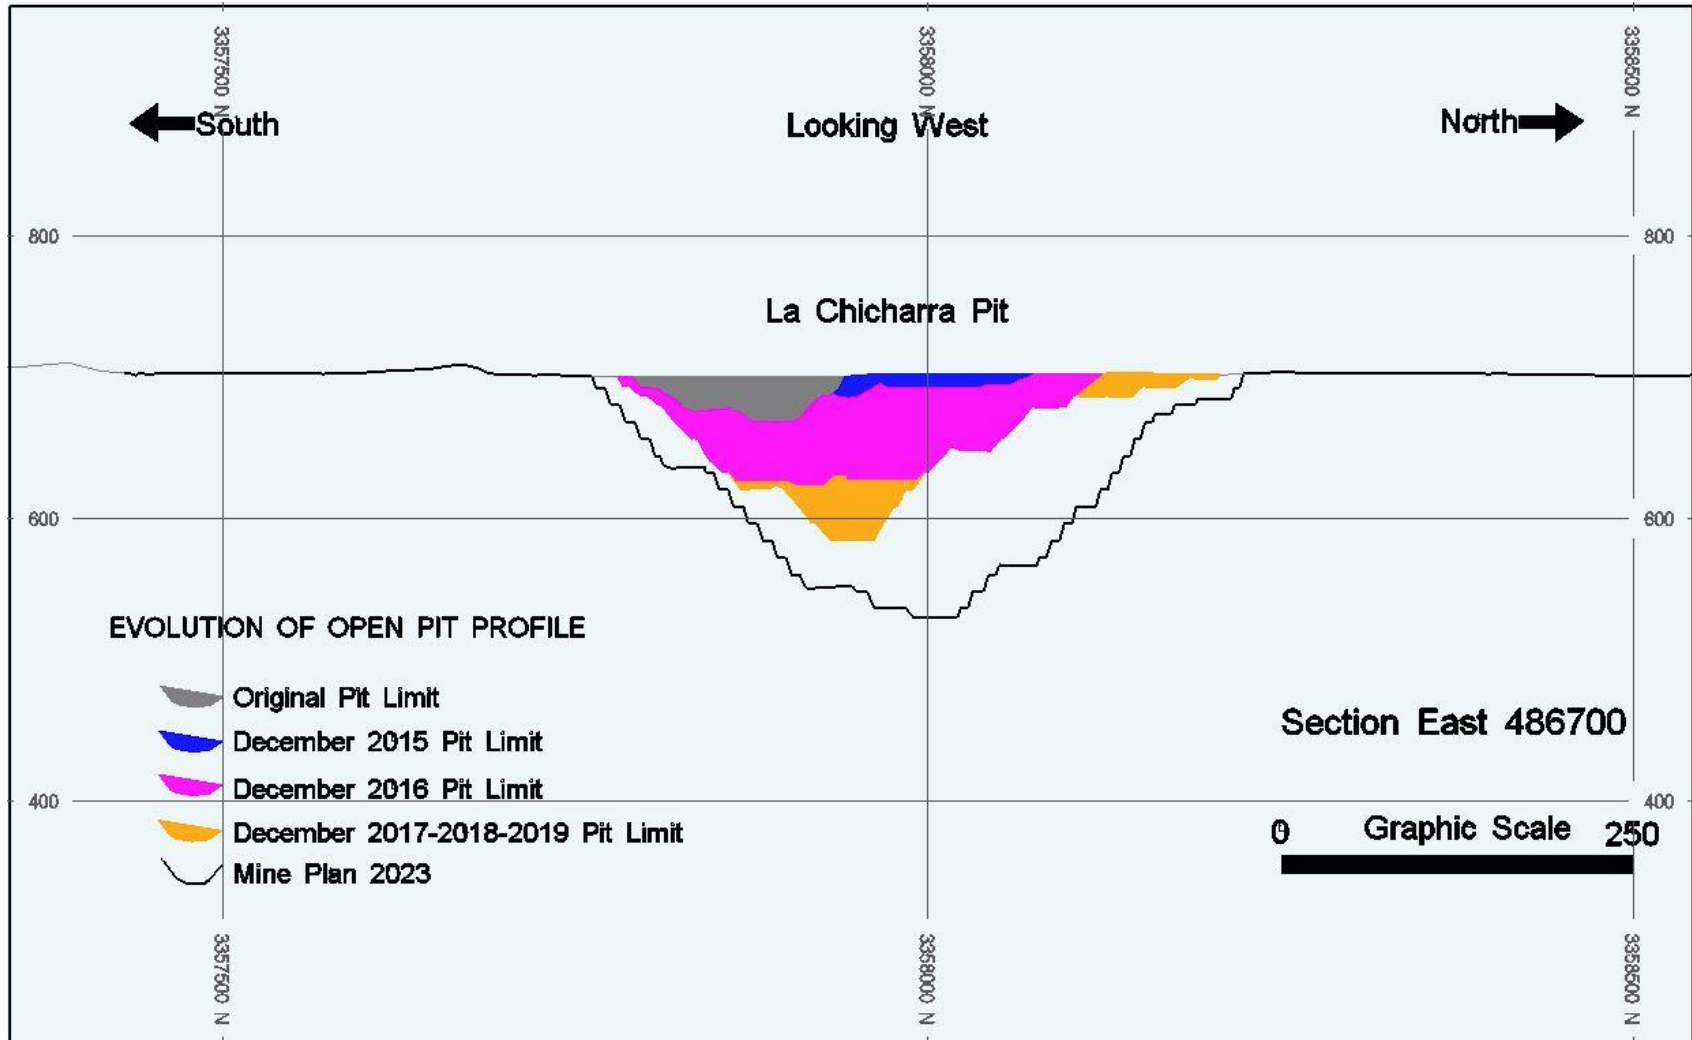 3357500 N
3358000 N
3358500 N
South
Looking West
North
800
800
La Chicharra Pit
600
600
EVOLUTION OF OPEN PIT PROFILE
Original Pit Limit
December 2015 Pit Limit
December 2016 Pit Limit
December 2017-2018-2019 Pit Limit
Mine Plan 2023
Section East 486700
400
400
0 Graphic Scale 250
3357500 N
3358000 N
3358500 N